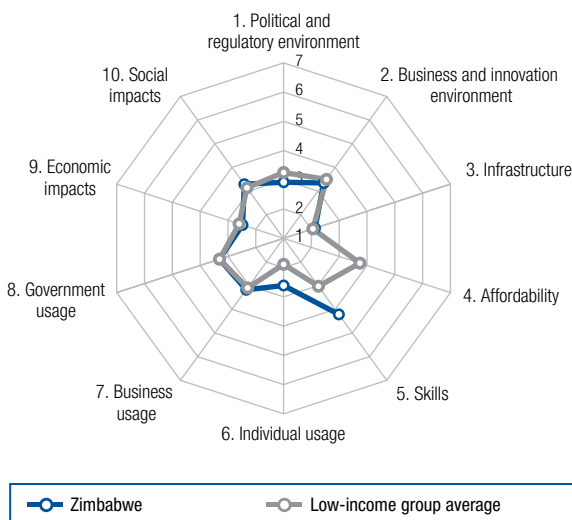 1. Political and
regulatory environment
7
10. Social
impacts
6
2. Business and innovation
environment
5
4
9. Economic
impacts
3
3. Infrastructure
2
1
8. Government
usage
4. Affordability
7. Business
usage
5. Skills
6. Individual usage
Zimbabwe
Low-income group average